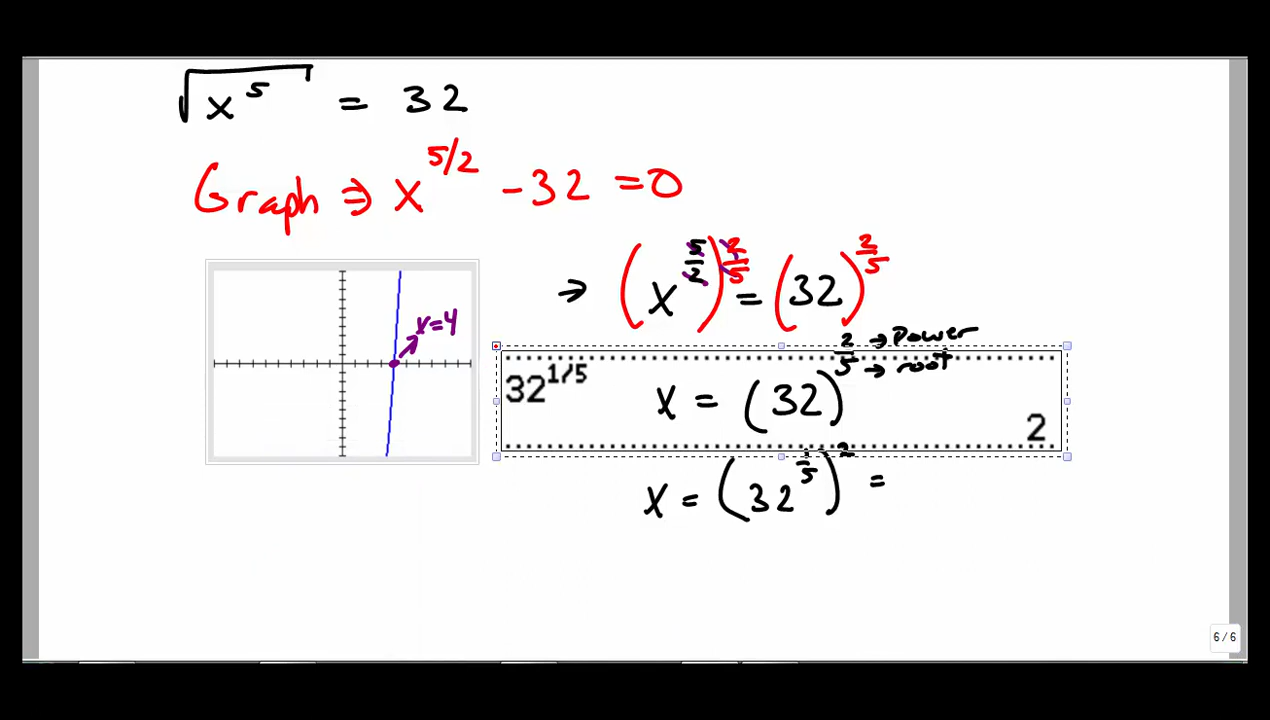 √x^5 = 32
Graph ⇒ x^5/2 - 32 = 0
→ (x^5/2)^2/5 = (32)^2/5
x=4
x = (32)^2/5 → Power → root
32^1/5
2
x = (32^1/5)^2 =
6/6